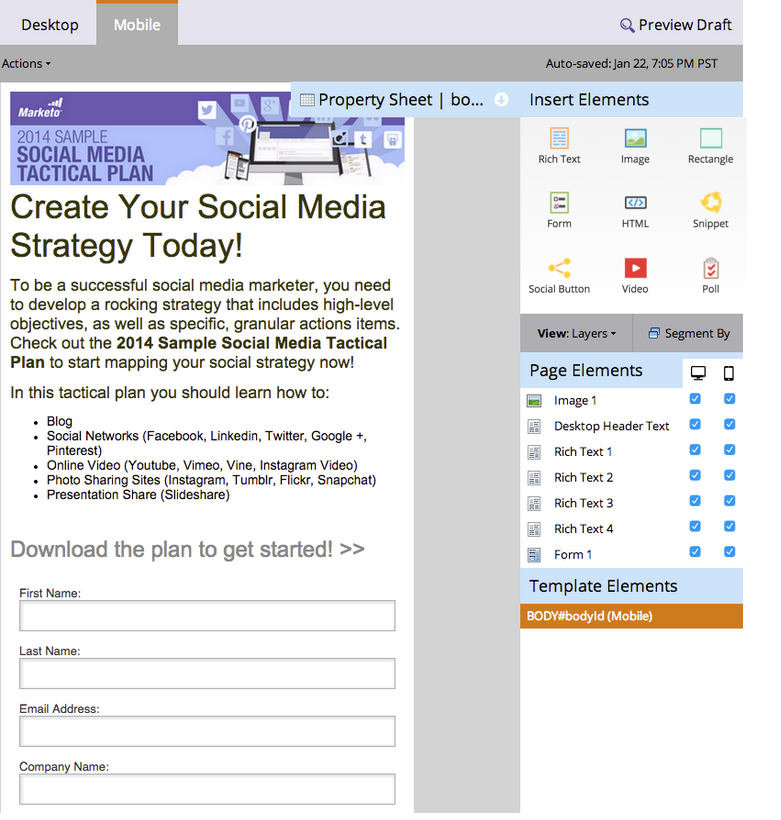 Desktop
Mobile
Preview Draft
Actions
Auto-saved: Jan 22, 7:05 PM PST
Marketo
2014 SAMPLE
SOCIAL MEDIA
TACTICAL PLAN
Property Sheet | bo...
Create Your Social Media
Strategy Today!
To be a successful social media marketer, you need
to develop a rocking strategy that includes high-level
objectives, as well as specific, granular actions items.
Check out the 2014 Sample Social Media Tactical
Plan to start mapping your social strategy now!
In this tactical plan you should learn how to:
• Blog
• Social Networks (Facebook, Linkedin, Twitter, Google +,
Pinterest)
• Online Video (Youtube, Vimeo, Vine, Instagram Video)
• Photo Sharing Sites (Instagram, Tumblr, Flickr, Snapchat)
• Presentation Share (Slideshare)
Download the plan to get started! >>
First Name:
Last Name:
Email Address:
Company Name:
Insert Elements
Rich Text
Image
Rectangle
Form
HTML
Snippet
Social Button
Video
Poll
View: Layers
Segment By
Page Elements
Image 1
Desktop Header Text
Rich Text 1
Rich Text 2
Rich Text 3
Rich Text 4
Form 1
Template Elements
BODY#bodyId (Mobile)